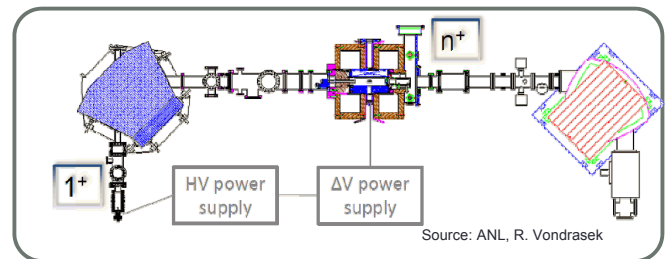 n⁺
1⁺
HV power
supply
ΔV power
supply
Source: ANL, R. Vondrasek